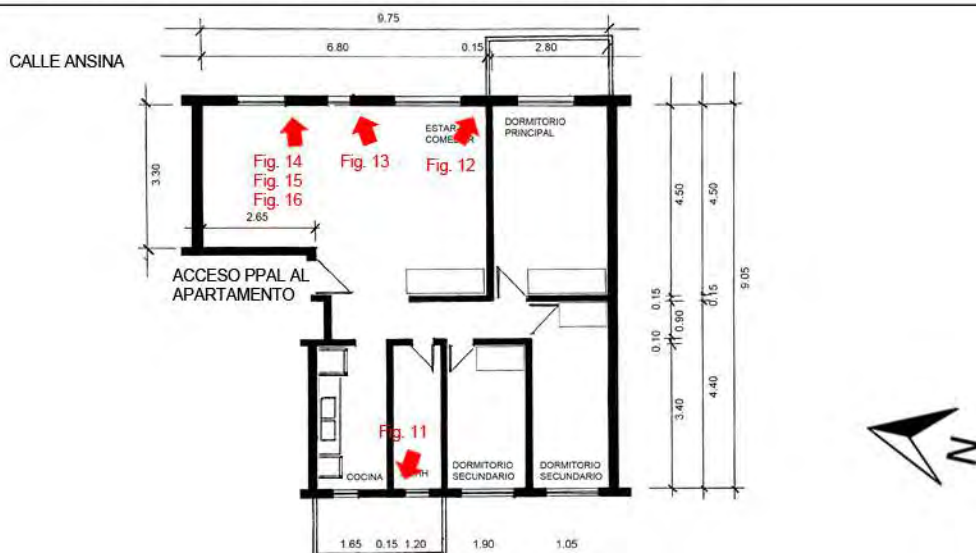 9.75
6.80
0.15
2.80
CALLE ANSINA
ESTAR-
COMEDOR
DORMITORIO
PRINCIPAL
Fig. 14
Fig. 15
Fig. 16
Fig. 13
Fig. 12
3.30
2.65
ACCESO PPAL AL
APARTAMENTO
4.50
4.50
9.05
0.15
0.15
0.90
0.10
3.40
4.40
Fig. 11
COCINA
DORMITORIO
SECUNDARIO
DORMITORIO
SECUNDARIO
N
1.65
0.15
1.20
1.90
1.05